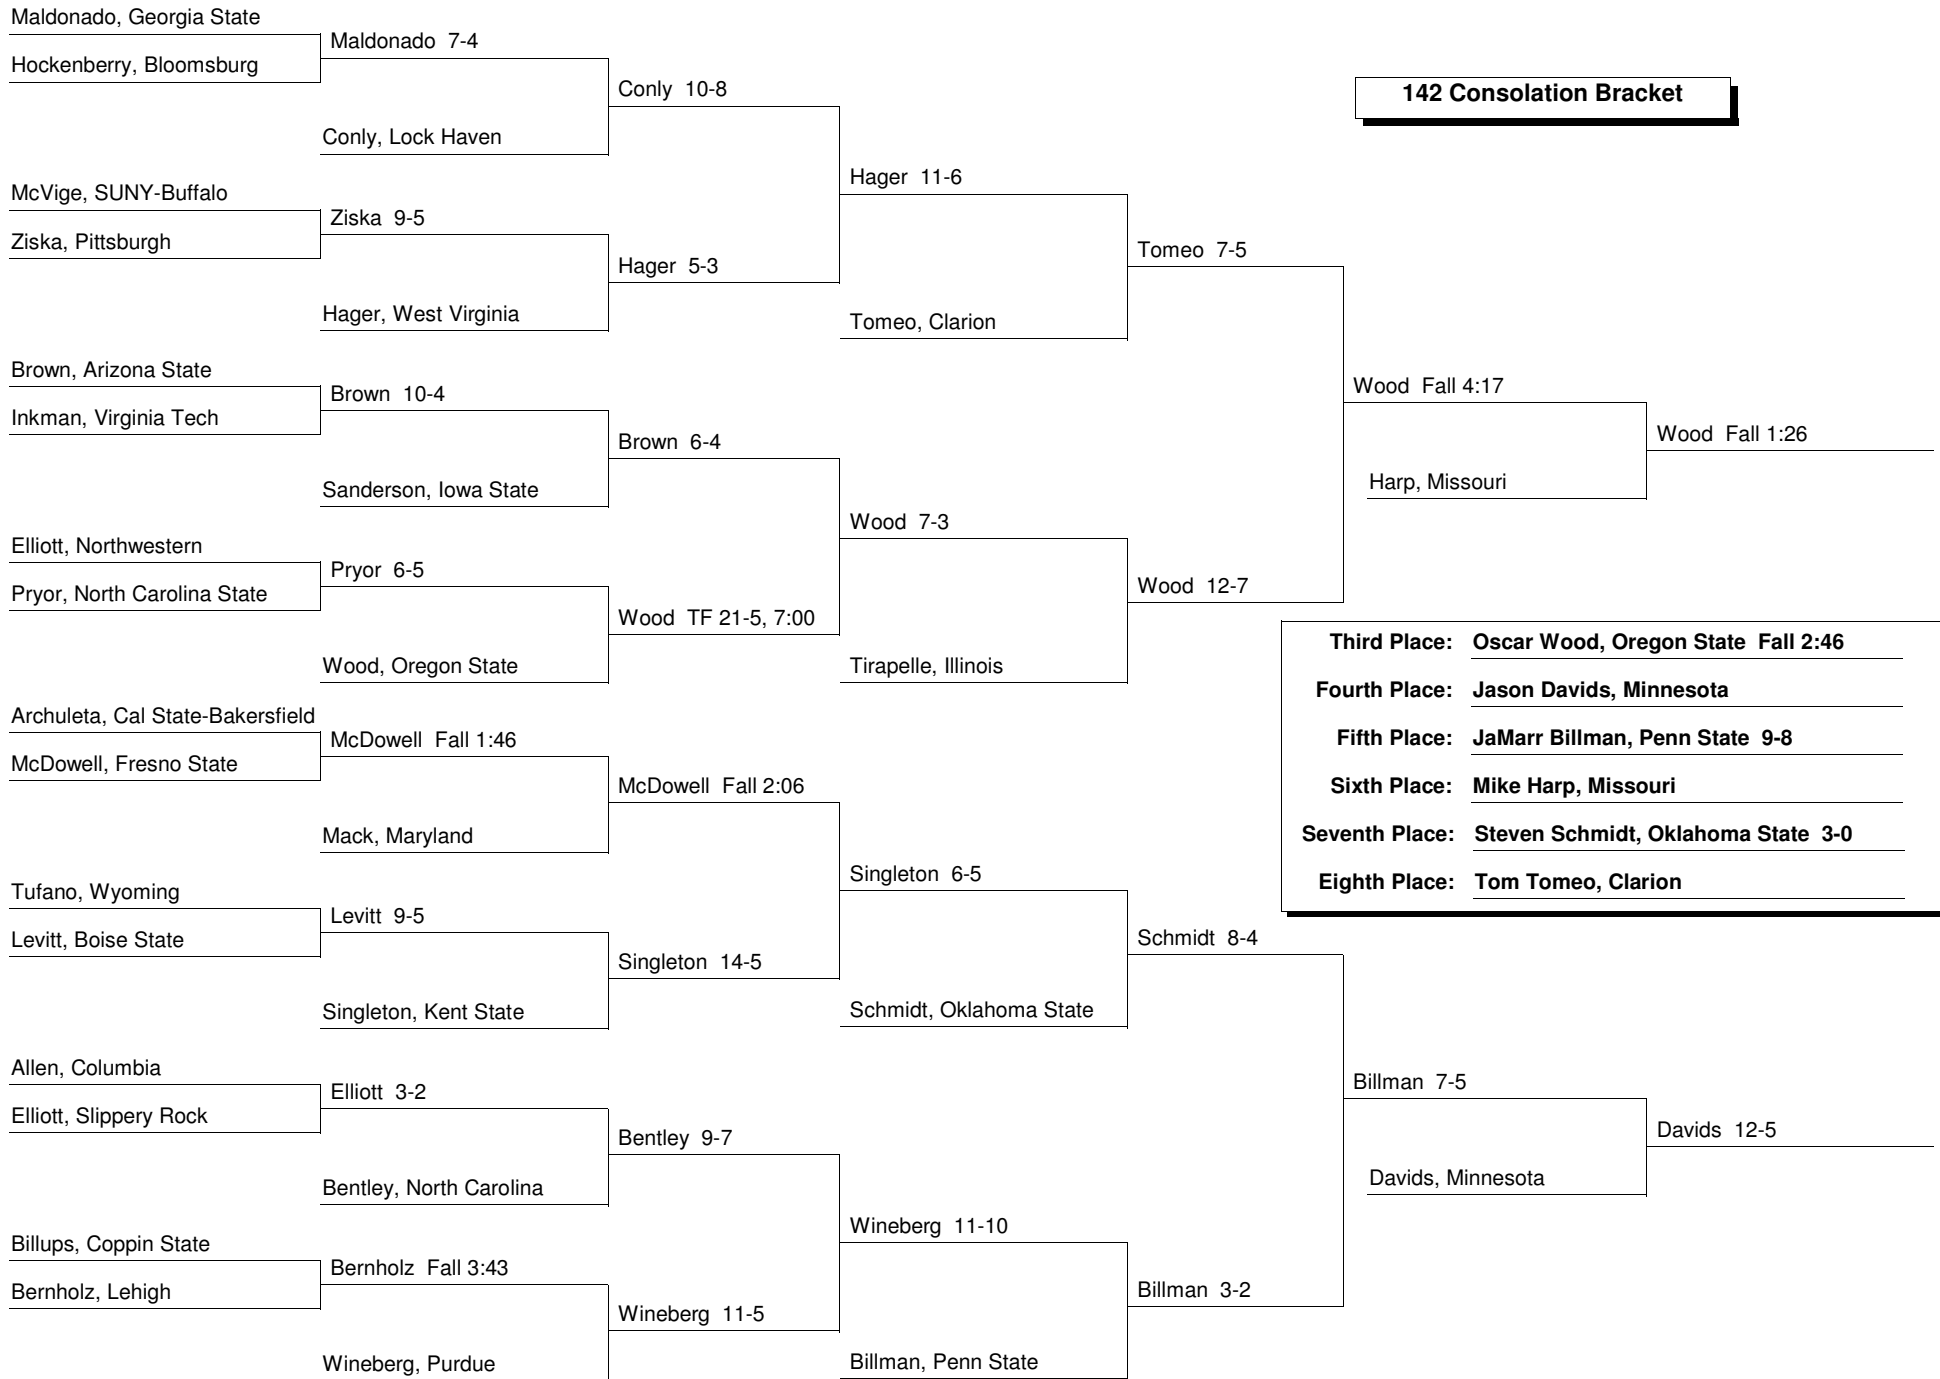 Maldonado, Georgia State
Hockenberry, Bloomsburg
McVige, SUNY-Buffalo
Ziska, Pittsburgh
Brown, Arizona State
Inkman, Virginia Tech
Elliott, Northwestern
Pryor, North Carolina State
Archuleta, Cal State-Bakersfield
McDowell, Fresno State
Tufano, Wyoming
Levitt, Boise State
Allen, Columbia
Elliott, Slippery Rock
Billups, Coppin State
Bernholz, Lehigh
Maldonado 7-4
Conly, Lock Haven
Ziska 9-5
Hager, West Virginia
Brown 10-4
Sanderson, Iowa State
Pryor 6-5
Wood, Oregon State
McDowell Fall 1:46
Mack, Maryland
Levitt 9-5
Singleton, Kent State
Elliott 3-2
Bentley, North Carolina
Bernholz Fall 3:43
Wineberg, Purdue
Conly 10-8
Hager 5-3
Brown 6-4
Wood TF 21-5, 7:00
McDowell Fall 2:06
Singleton 14-5
Bentley 9-7
Wineberg 11-5
Hager 11-6
Tomeo, Clarion
Wood 7-3
Tirapelle, Illinois
Singleton 6-5
Schmidt, Oklahoma State
Wineberg 11-10
Billman, Penn State
Tomeo 7-5
Wood 12-7
Schmidt 8-4
Billman 3-2
142 Consolation Bracket
Wood Fall 4:17
Harp, Missouri
Wood Fall 1:26
Third Place: Oscar Wood, Oregon State Fall 2:46
Fourth Place: Jason Davids, Minnesota
Fifth Place: JaMarr Billman, Penn State 9-8
Sixth Place: Mike Harp, Missouri
Seventh Place: Steven Schmidt, Oklahoma State 3-0
Eighth Place: Tom Tomeo, Clarion
Billman 7-5
Davids, Minnesota
Davids 12-5